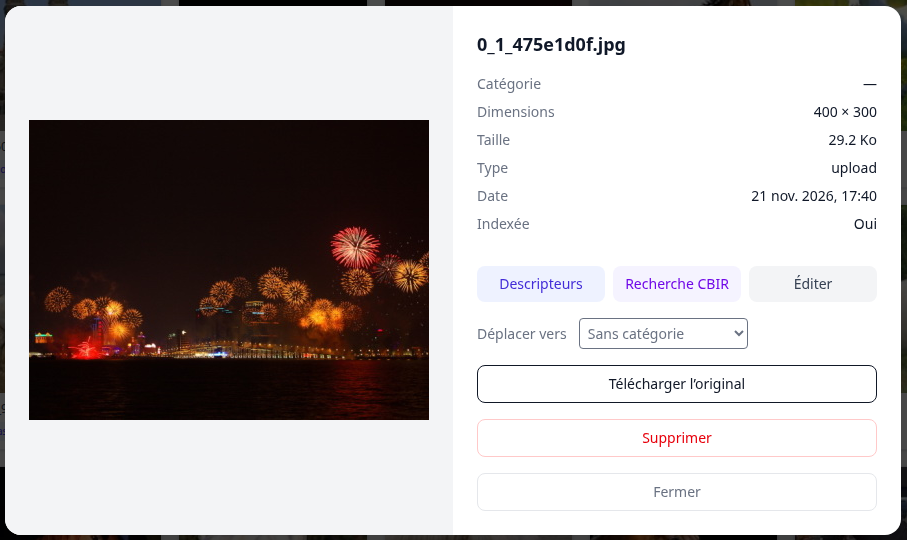 0_1_475e1d0f.jpg
Catégorie —
Dimensions 400 × 300
Taille 29.2 Ko
Type upload
Date 21 nov. 2026, 17:40
Indexée Oui
Descripteurs Recherche CBIR Éditer
Déplacer vers Sans catégorie
Télécharger l’original
Supprimer
Fermer